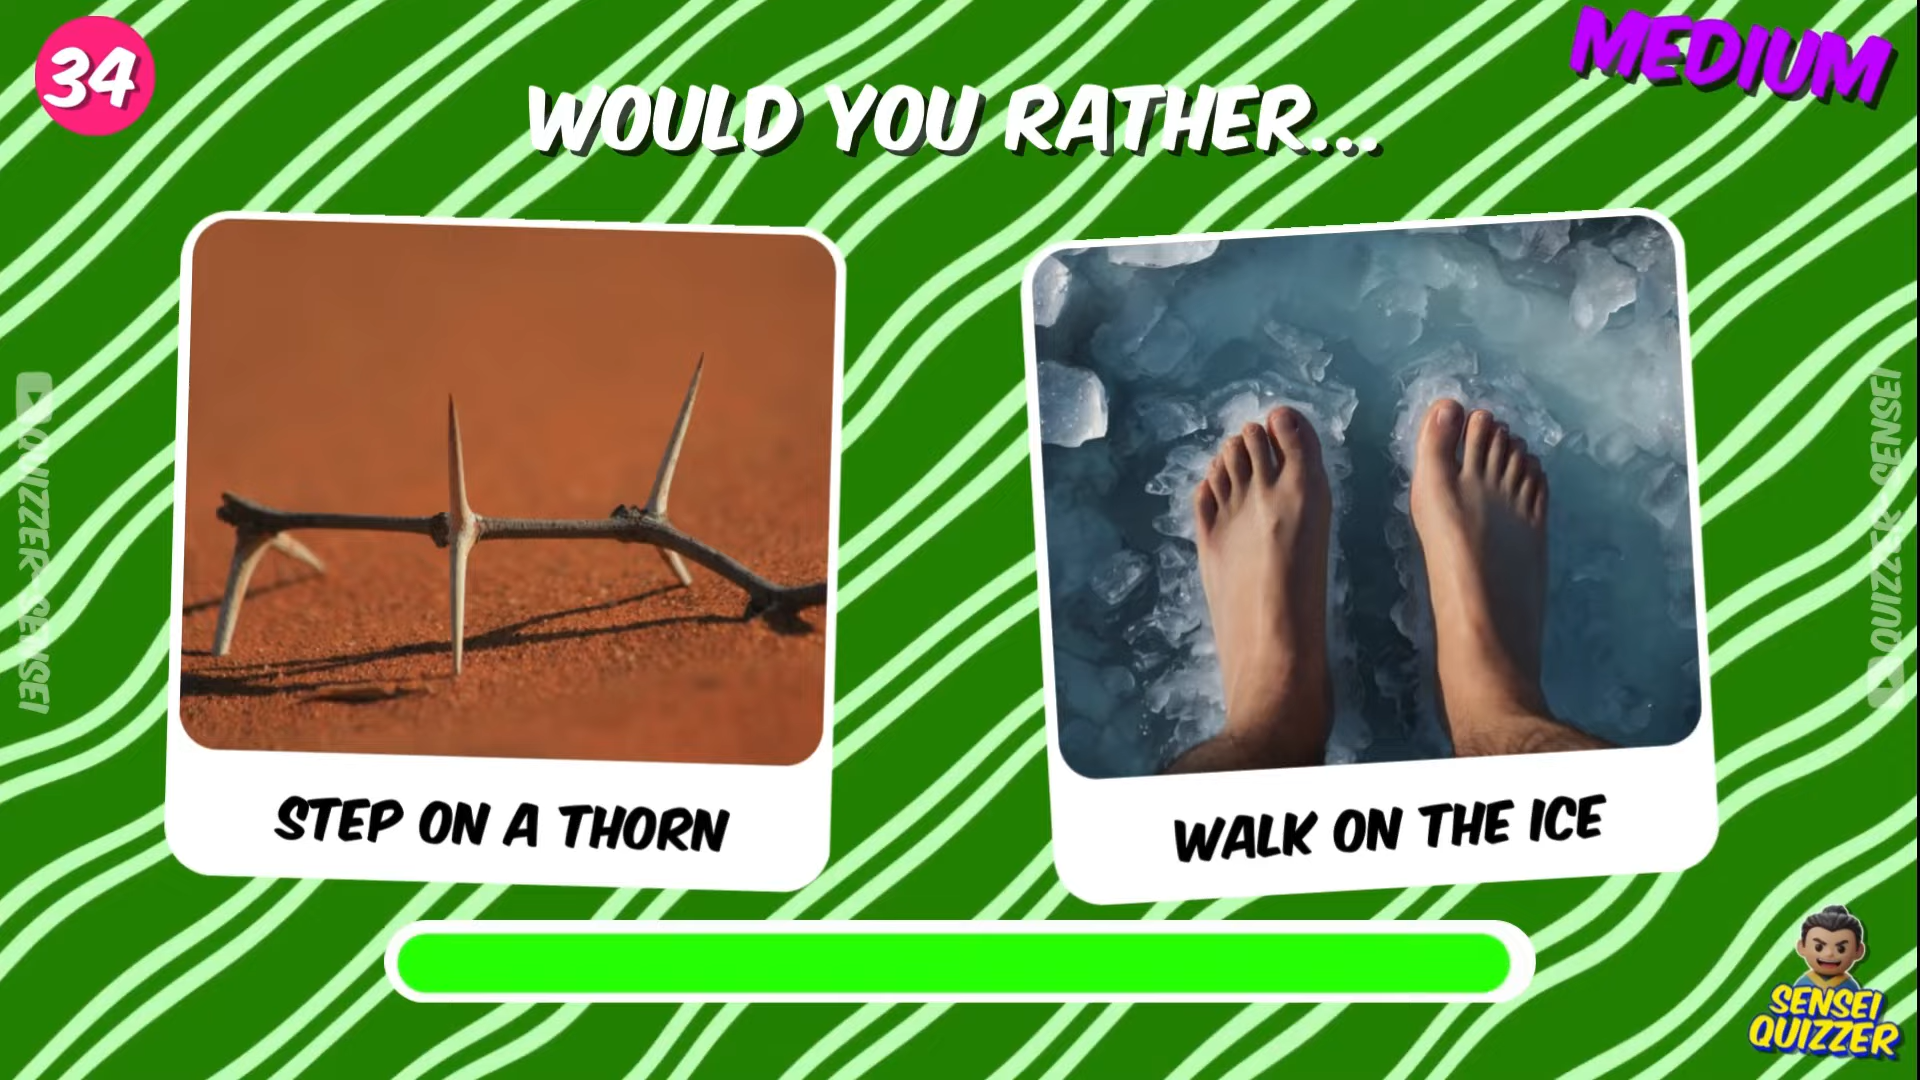 34
MEDIUM
WOULD YOU RATHER...
STEP ON A THORN
WALK ON THE ICE
QUIZZER-SENSEI
QUIZZER-SENSEI
SENSEI
QUIZZER